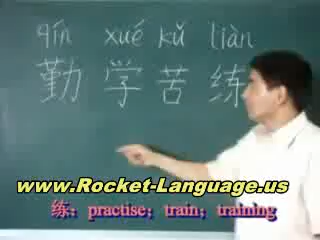 qín xué kǔ liàn
勤学苦练
www.Rocket-Language.us
练：practise；train；training